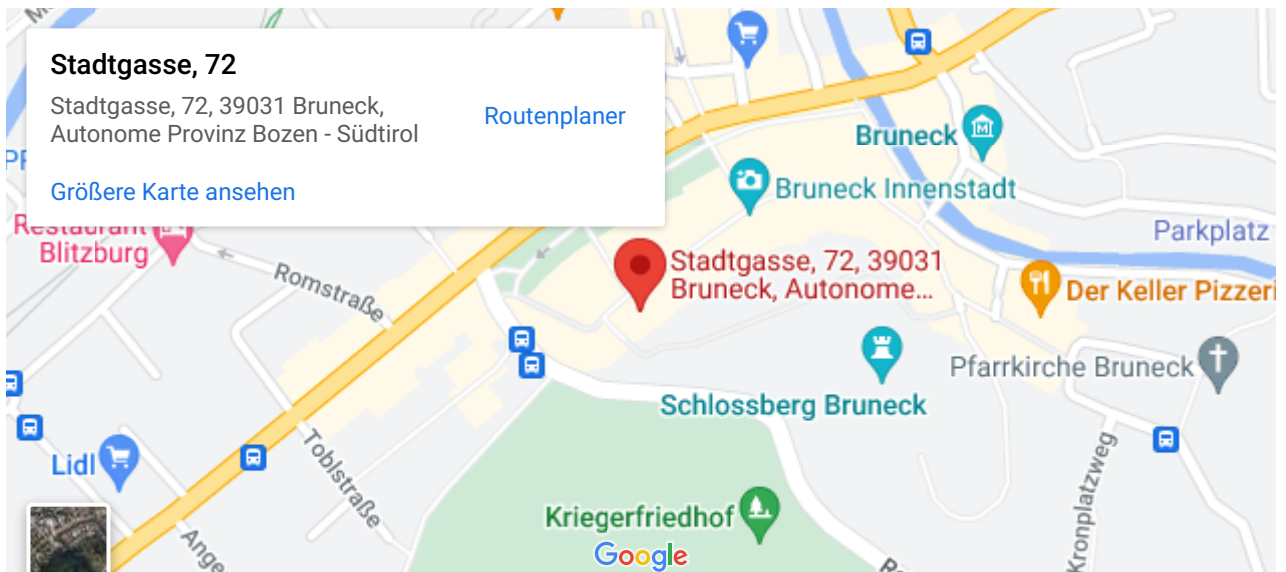 Stadtgasse, 72
Stadtgasse, 72, 39031 Bruneck,
Autonome Provinz Bozen - Südtirol
Routenplaner
Größere Karte ansehen
Bruneck
Bruneck Innenstadt
Parkplatz
Restaurant
Blitzburg
Romstraße
Stadtgasse, 72, 39031
Bruneck, Autonome...
Der Keller Pizzeri
Pfarrkirche Bruneck
Schlossberg Bruneck
Lidl
Toblstraße
Kronplatzweg
Kriegerfriedhof
Google
Ange